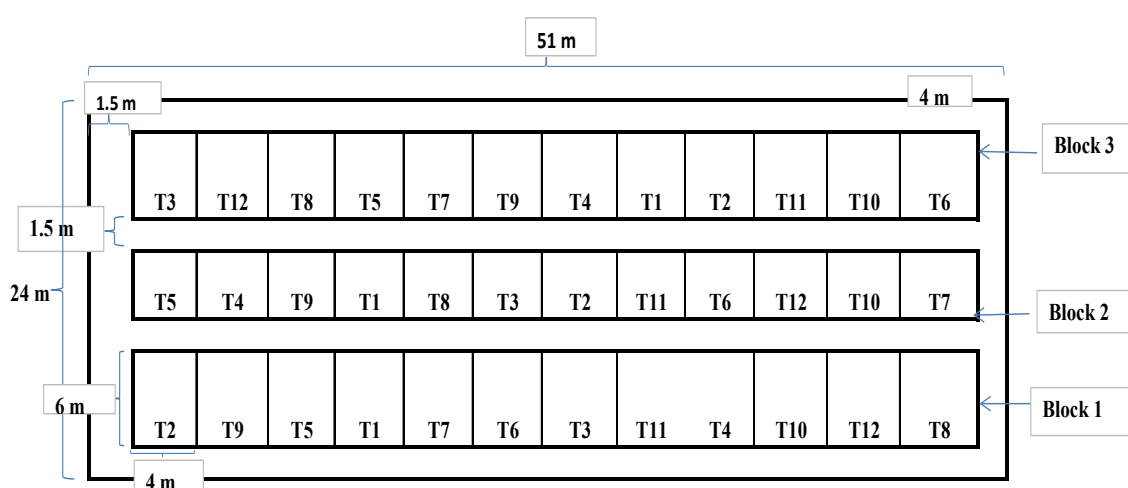 51 m
1.5 m
4 m
Block 3
T3 T12 T8 T5 T7 T9 T4 T1 T2 T11 T10 T6
1.5 m
24 m
T5 T4 T9 T1 T8 T3 T2 T11 T6 T12 T10 T7
Block 2
6 m
Block 1
T2 T9 T5 T1 T7 T6 T3 T11 T4 T10 T12 T8
4 m